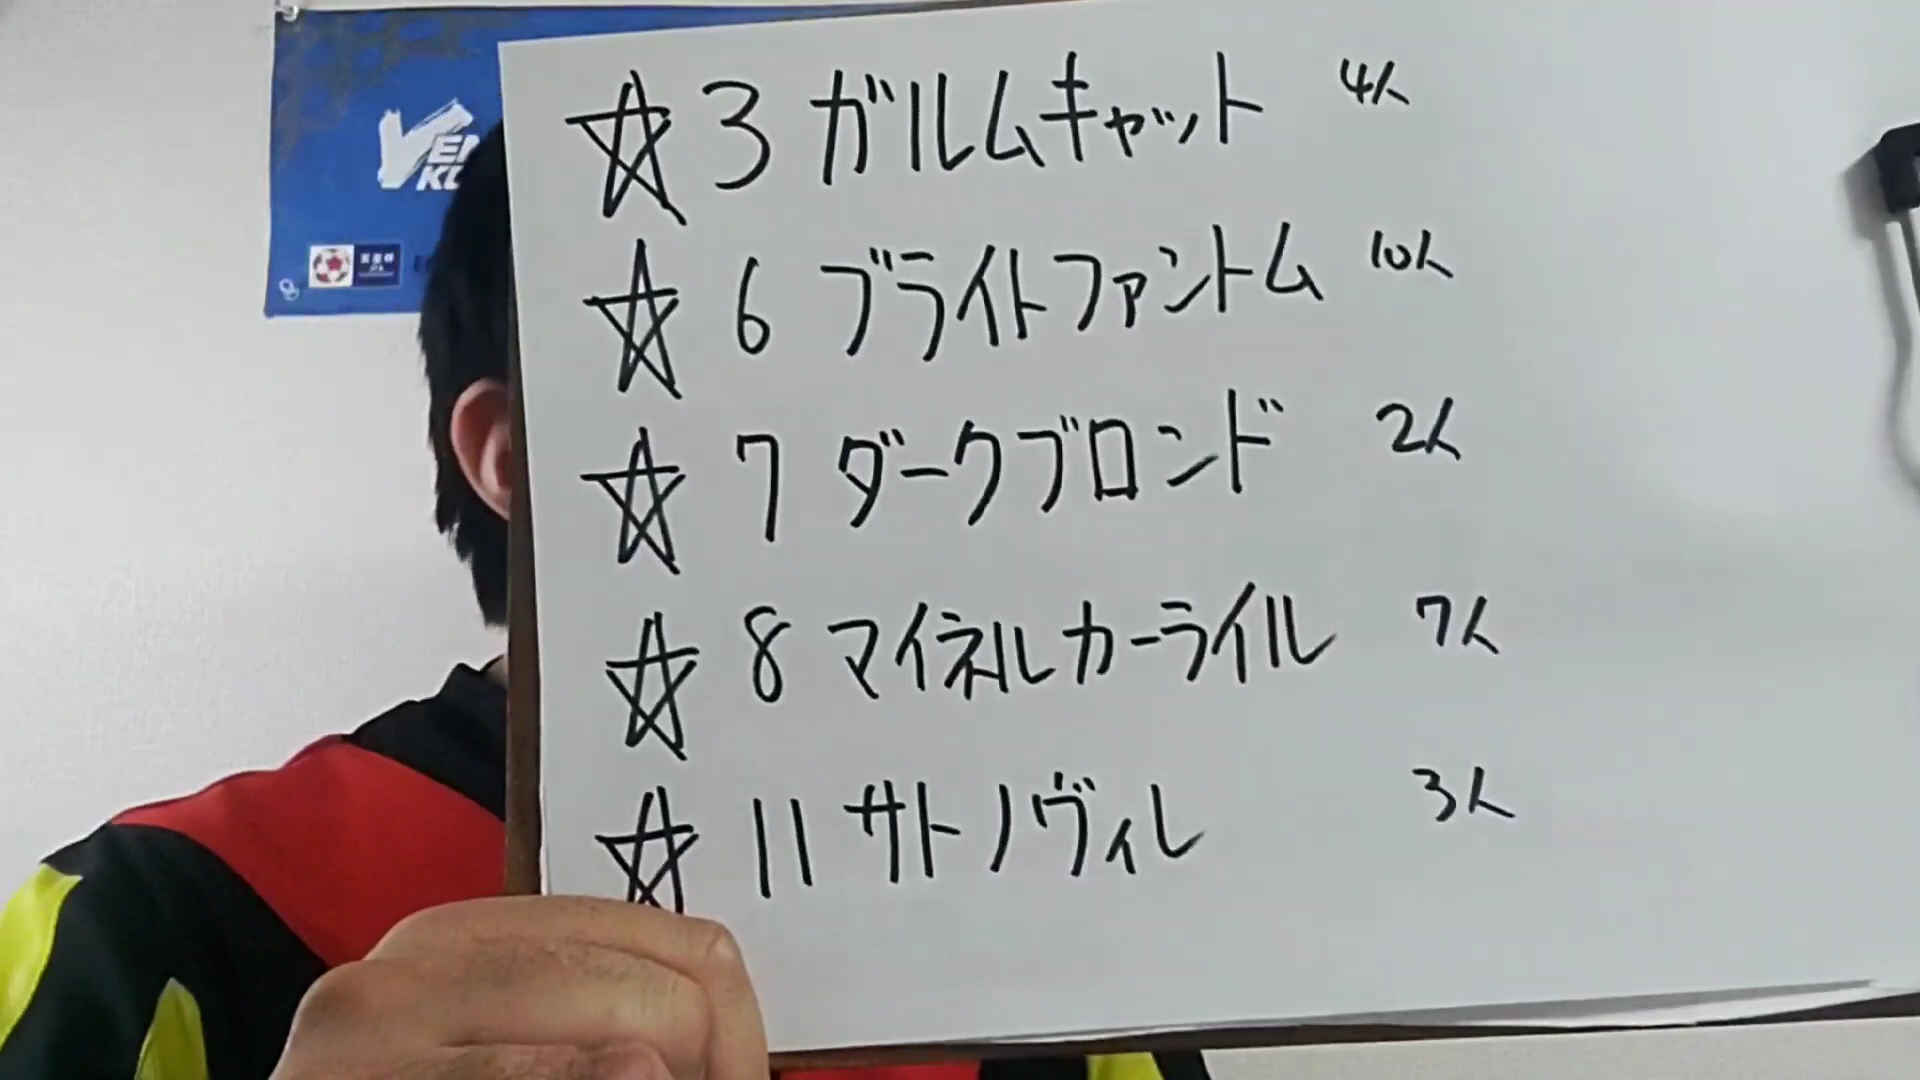 ☆3 ガルムキャット 4人
☆6 ブライトファントム 10人
☆7 ダークブロンド 2人
☆8 マイネルカーライル 7人
☆11 サトノヴィレ 3人